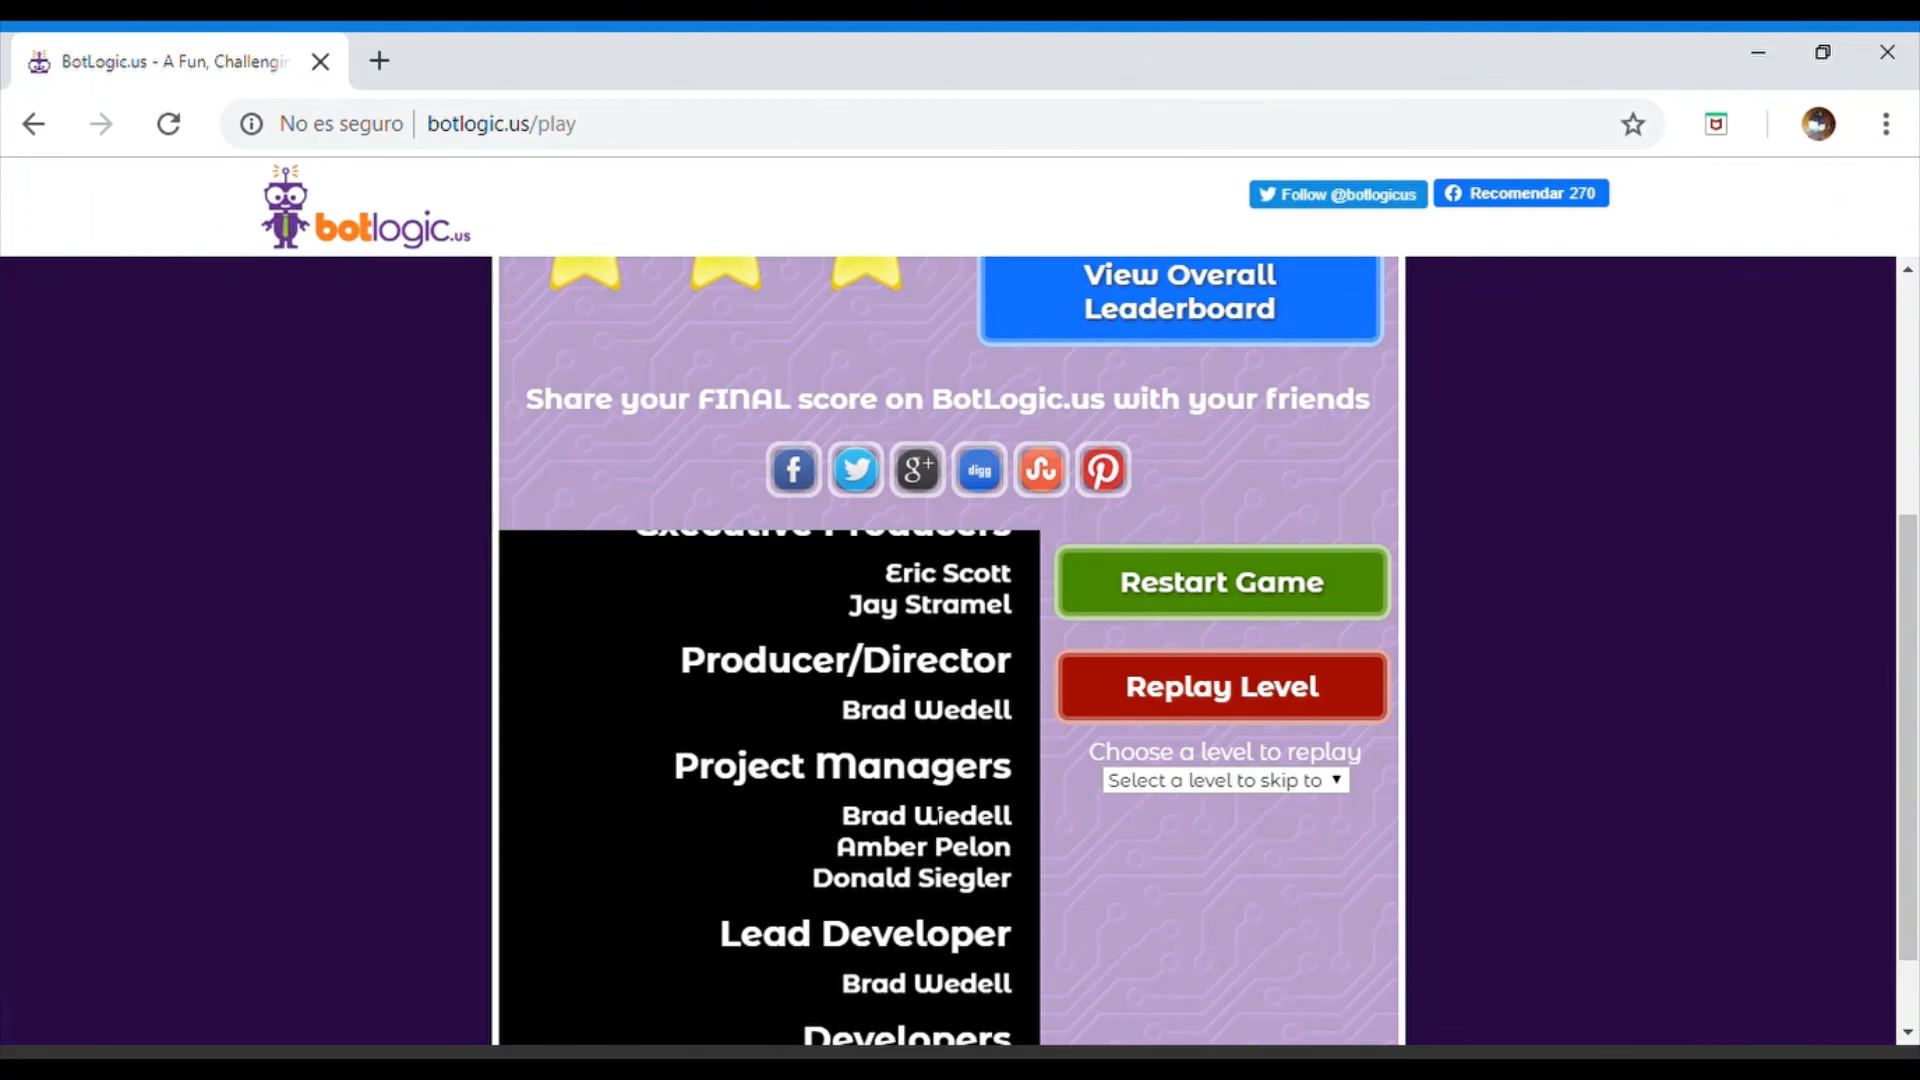 BotLogic.us - A Fun, Challengin
No es seguro
botlogic.us/play
botlogic.us
Follow @botlogicus
Recomendar 270
View Overall
Leaderboard
Share your FINAL score on BotLogic.us with your friends
f
g+
digg
Executive Producers
Eric Scott
Jay Stramel
Producer/Director
Brad Wedell
Project Managers
Brad Wedell
Amber Pelon
Donald Siegler
Lead Developer
Brad Wedell
Developers
Restart Game
Replay Level
Choose a level to replay
Select a level to skip to